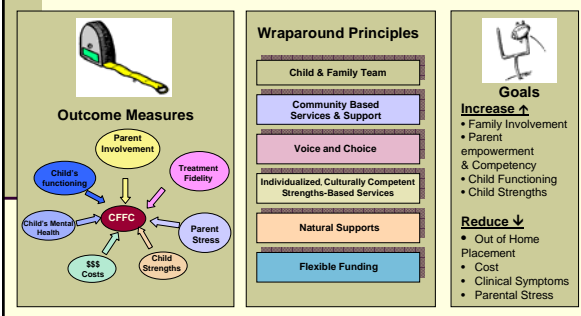 Outcome Measures
Parent
Involvement
Child's
functioning
Treatment
Fidelity
CFFC
Child's Mental
Health
Parent
Stress
$$$
Costs
Child
Strengths
Wraparound Principles
Child & Family Team
Community Based
Services & Support
Voice and Choice
Individualized, Culturally Competent
Strengths-Based Services
Natural Supports
Flexible Funding
Goals
Increase ↑
• Family Involvement
• Parent
empowerment
& Competency
• Child Functioning
• Child Strengths
Reduce ↓
• Out of Home
Placement
• Cost
• Clinical Symptoms
• Parental Stress